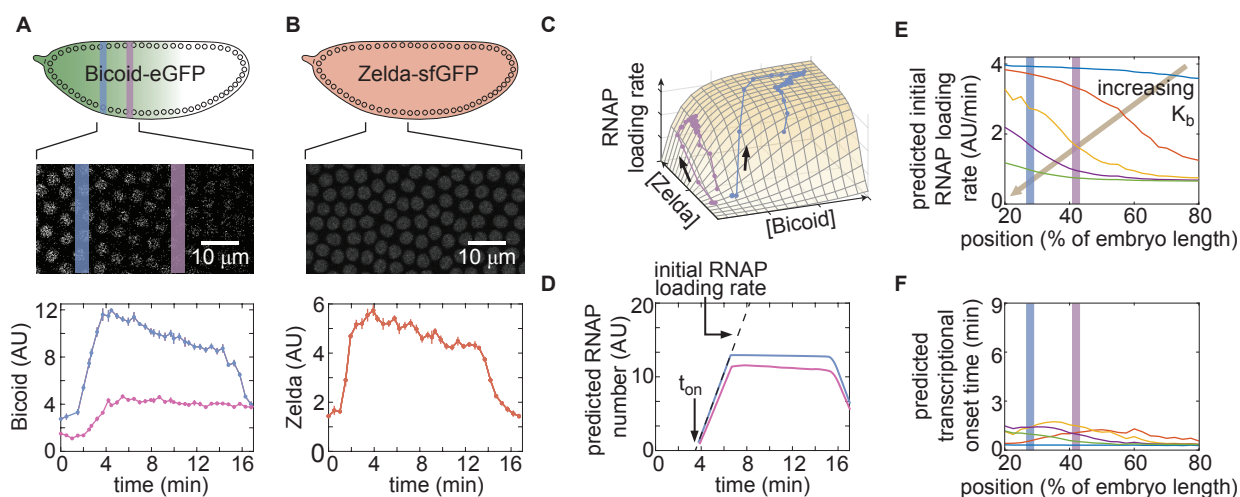 A
Bicoid-eGFP
10 μm
12
8
4
0
Bicoid (AU)
0 4 8 12 16
time (min)
B
Zelda-sfGFP
10 μm
6
4
2
0
Zelda (AU)
0 4 8 12 16
time (min)
C
RNAP
loading rate
[Zelda]
[Bicoid]
D
initial RNAP
loading rate
20
10
0
predicted RNAP
number (AU)
ton
0 4 8 12 16
time (min)
E
4
2
0
predicted initial
RNAP loading
rate (AU/min)
increasing
Kb
20 40 60 80
position (% of embryo length)
F
9
6
3
0
predicted
transcriptional
onset time (min)
20 40 60 80
position (% of embryo length)